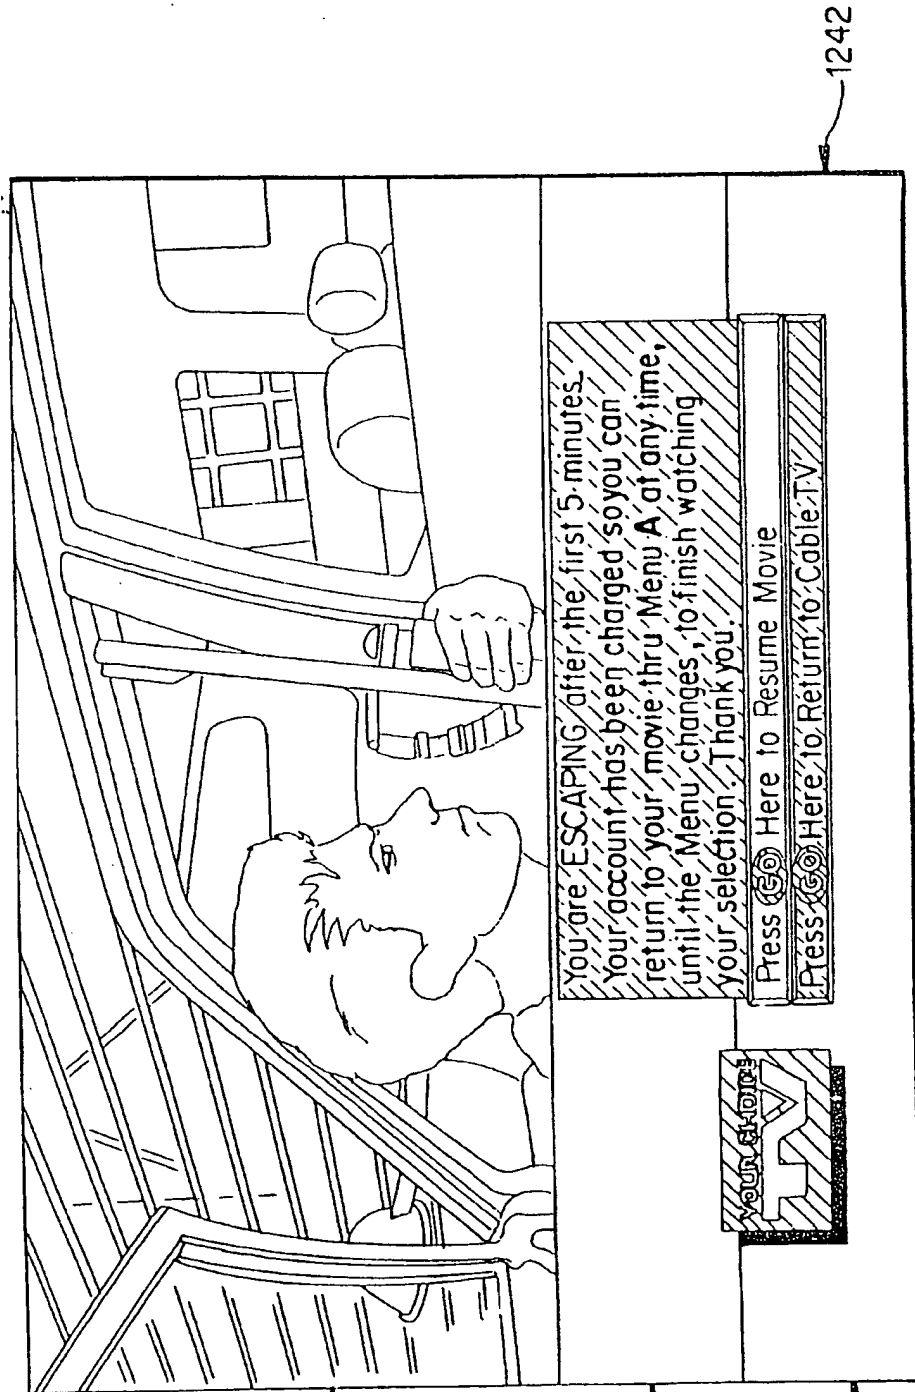 You are ESCAPING after the first 5 minutes.
Your account has been charged so you can
return to your movie thru Menu A at any time,
until the Menu changes, to finish watching
your selection. Thank you.
Press GO Here to Resume Movie
Press GO Here to Return to Cable TV
YOUR CHOICE
TV
1242